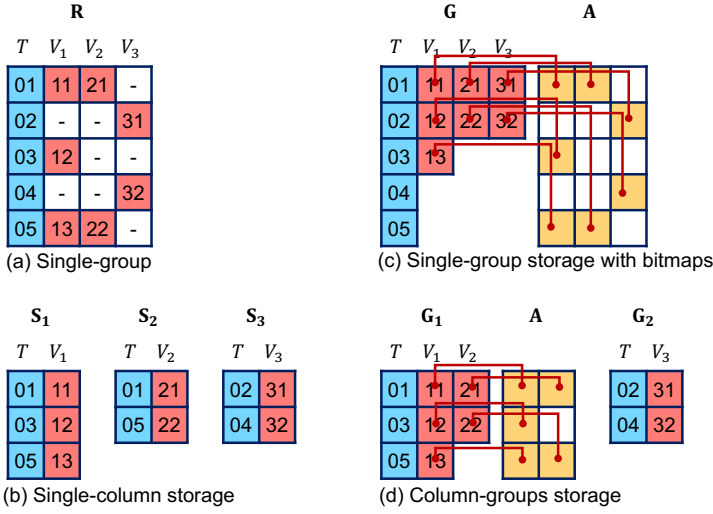 R
T V1 V2 V3
01 11 21 -
02 - - 31
03 12 - -
04 - - 32
05 13 22 -
(a) Single-group
G A
T V1 V2 V3
01 11 21 31
02 12 22 32
03 13
04
05
(c) Single-group storage with bitmaps
S1 S2 S3
T V1 T V2 T V3
01 11 01 21 02 31
03 12 05 22 04 32
05 13
(b) Single-column storage
G1 A G2
T V1 V2 T V3
01 11 21 02 31
03 12 22 04 32
05 13
(d) Column-groups storage